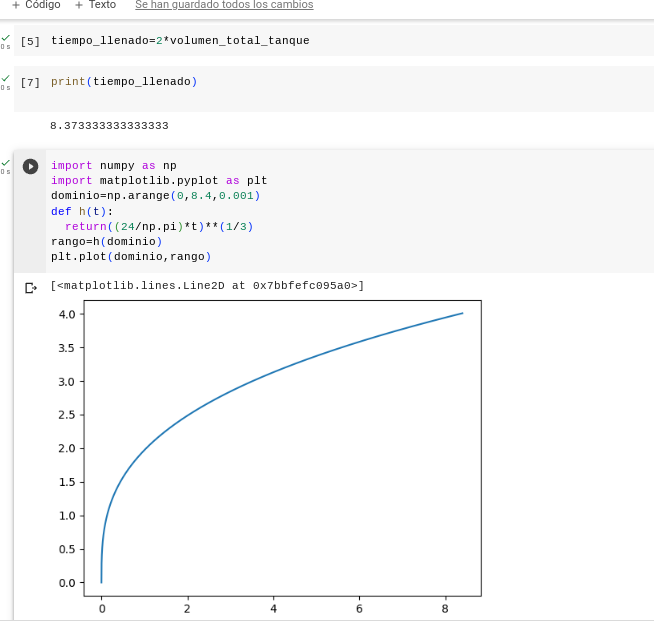 + Código + Texto Se han guardado todos los cambios
0 s
[5] tiempo_llenado=2*volumen_total_tanque
0 s
[7] print(tiempo_llenado)
8.373333333333333
0 s
import numpy as np
import matplotlib.pyplot as plt
dominio=np.arange(0,8.4,0.001)
def h(t):
  return((24/np.pi)*t)**(1/3)
rango=h(dominio)
plt.plot(dominio,rango)
[<matplotlib.lines.Line2D at 0x7bbfefc095a0>]
4.0
3.5
3.0
2.5
2.0
1.5
1.0
0.5
0.0
0 2 4 6 8